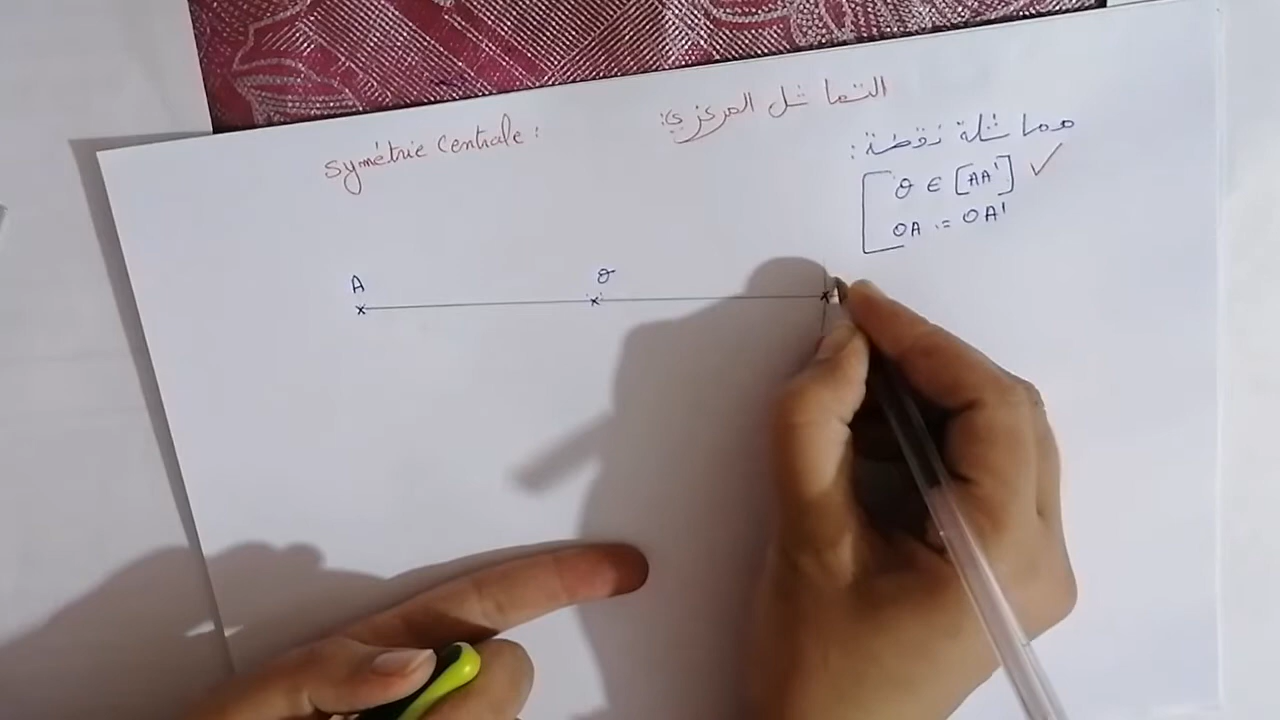 symétrie centrale :
التماثل المركزي:
مماثلة نقطة :
O ∈ [AA'] ✓
OA = OA'
A
O